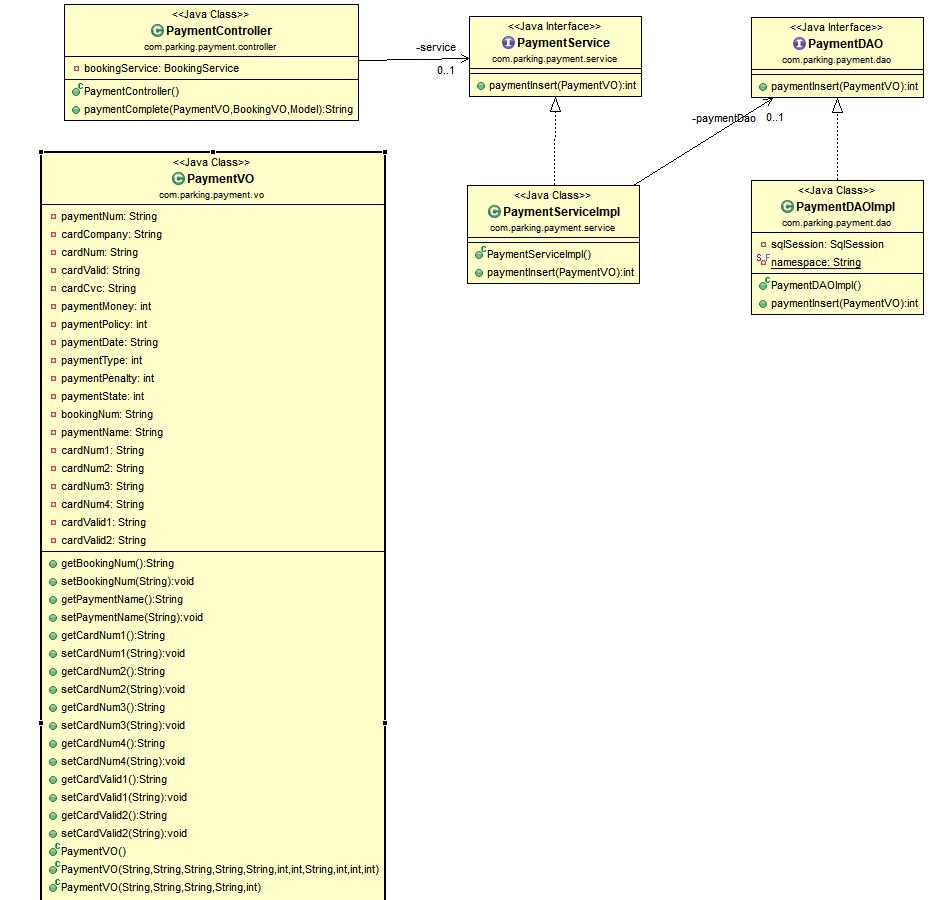 <<Java Class>>
PaymentController
com.parking.payment.controller
bookingService: BookingService
PaymentController()
paymentComplete(PaymentVO,BookingVO,Model):String
-service
0..1
<<Java Interface>>
PaymentService
com.parking.payment.service
paymentInsert(PaymentVO):int
<<Java Interface>>
PaymentDAO
com.parking.payment.dao
paymentInsert(PaymentVO):int
-paymentDao
0..1
<<Java Class>>
PaymentServiceImpl
com.parking.payment.service
PaymentServiceImpl()
paymentInsert(PaymentVO):int
<<Java Class>>
PaymentDAOImpl
com.parking.payment.dao
sqlSession: SqlSession
namespace: String
PaymentDAOImpl()
paymentInsert(PaymentVO):int
<<Java Class>>
PaymentVO
com.parking.payment.vo
paymentNum: String
cardCompany: String
cardNum: String
cardValid: String
cardCvc: String
paymentMoney: int
paymentPolicy: int
paymentDate: String
paymentType: int
paymentPenalty: int
paymentState: int
bookingNum: String
paymentName: String
cardNum1: String
cardNum2: String
cardNum3: String
cardNum4: String
cardValid1: String
cardValid2: String
getBookingNum():String
setBookingNum(String):void
getPaymentName():String
setPaymentName(String):void
getCardNum1():String
setCardNum1(String):void
getCardNum2():String
setCardNum2(String):void
getCardNum3():String
setCardNum3(String):void
getCardNum4():String
setCardNum4(String):void
getCardValid1():String
setCardValid1(String):void
getCardValid2():String
setCardValid2(String):void
PaymentVO()
PaymentVO(String,String,String,String,String,int,int,String,int,int,int)
PaymentVO(String,String,String,String,int)